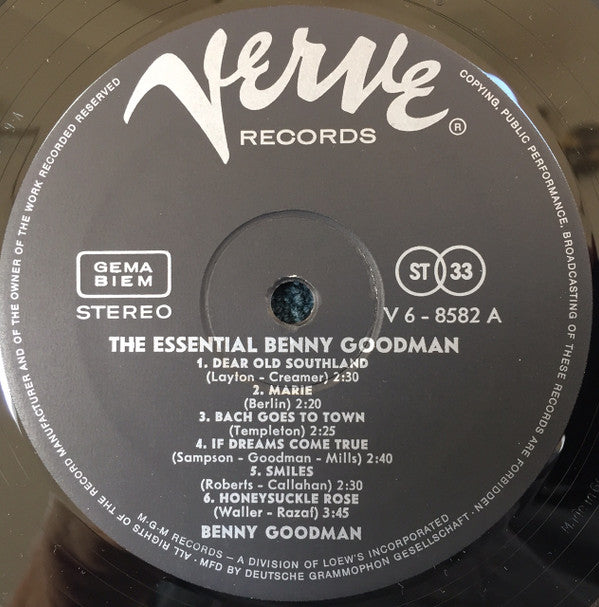 Verve
®
RECORDS
ALL RIGHTS OF THE RECORD MANUFACTURER AND OF THE OWNER OF THE WORK RECORDED RESERVED
COPYING, PUBLIC PERFORMANCE, BROADCASTING OF THESE RECORDS ARE FORBIDDEN
GEMA
BIEM
STEREO
ST 33
V 6 - 8582 A
THE ESSENTIAL BENNY GOODMAN
1. DEAR OLD SOUTHLAND
(Layton - Creamer) 2:30
2. MARIE
(Berlin) 2:20
3. BACH GOES TO TOWN
(Templeton) 2:25
4. IF DREAMS COME TRUE
(Sampson - Goodman - Mills) 2:40
5. SMILES
(Roberts - Callahan) 2:30
6. HONEYSUCKLE ROSE
(Waller - Razaf) 3:45
BENNY GOODMAN
M-G-M RECORDS – A DIVISION OF LOEW'S INCORPORATED
· MFD BY DEUTSCHE GRAMMOPHON GESELLSCHAFT ·